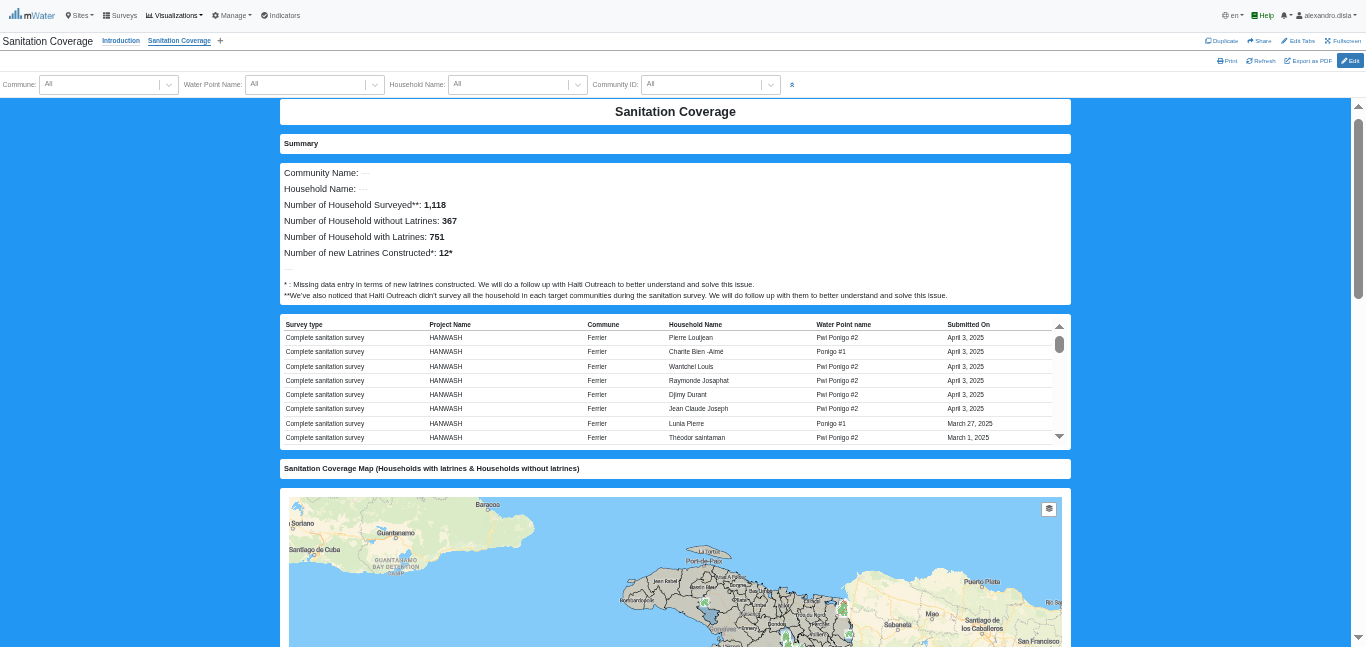 mWater Sites Surveys Visualizations Manage Indicators en Help alexandro.disla
Sanitation Coverage Introduction Sanitation Coverage + Duplicate Share Edit Tabs Fullscreen
Print Refresh Export as PDF Edit
Commune: All Water Point Name: All Household Name: All Community ID: All
Sanitation Coverage
Summary
Community Name: ----
Household Name: ----
Number of Household Surveyed**: 1,118
Number of Household without Latrines: 367
Number of Household with Latrines: 751
Number of new Latrines Constructed*: 12*
----
* : Missing data entry in terms of new latrines constructed. We will do a follow up with Haiti Outreach to better understand and solve this issue.
**We've also noticed that Haiti Outreach didn't survey all the household in each target communities during the sanitation survey. We will do follow up with them to better understand and solve this issue.
Survey type Project Name Commune Household Name Water Point name Submitted On
Complete sanitation survey HANWASH Ferrier Pierre Louijean Pwi Ponigo #2 April 3, 2025
Complete sanitation survey HANWASH Ferrier Charite Bien -Aimé Ponigo #1 April 3, 2025
Complete sanitation survey HANWASH Ferrier Wantchel Louis Pwi Ponigo #2 April 3, 2025
Complete sanitation survey HANWASH Ferrier Raymonde Josaphat Pwi Ponigo #2 April 3, 2025
Complete sanitation survey HANWASH Ferrier Djimy Durant Pwi Ponigo #2 April 3, 2025
Complete sanitation survey HANWASH Ferrier Jean Claude Joseph Pwi Ponigo #2 April 3, 2025
Complete sanitation survey HANWASH Ferrier Lunia Pierre Ponigo #1 March 27, 2025
Complete sanitation survey HANWASH Ferrier Théodor saintaman Pwi Ponigo #2 March 1, 2025
Sanitation Coverage Map (Households with latrines & Households without latrines)
Baracoa
Soriano
Guantanamo
Santiago de Cuba
GUANTANAMO
BAY DETENTION
CAMP
La Tortue
Port-de-Paix
Jean Rabel
Bassin Bleu
Bombardopolis
Puerto Plata
Mao
Sabaneta
Santiago de
los Caballeros
San Francisco